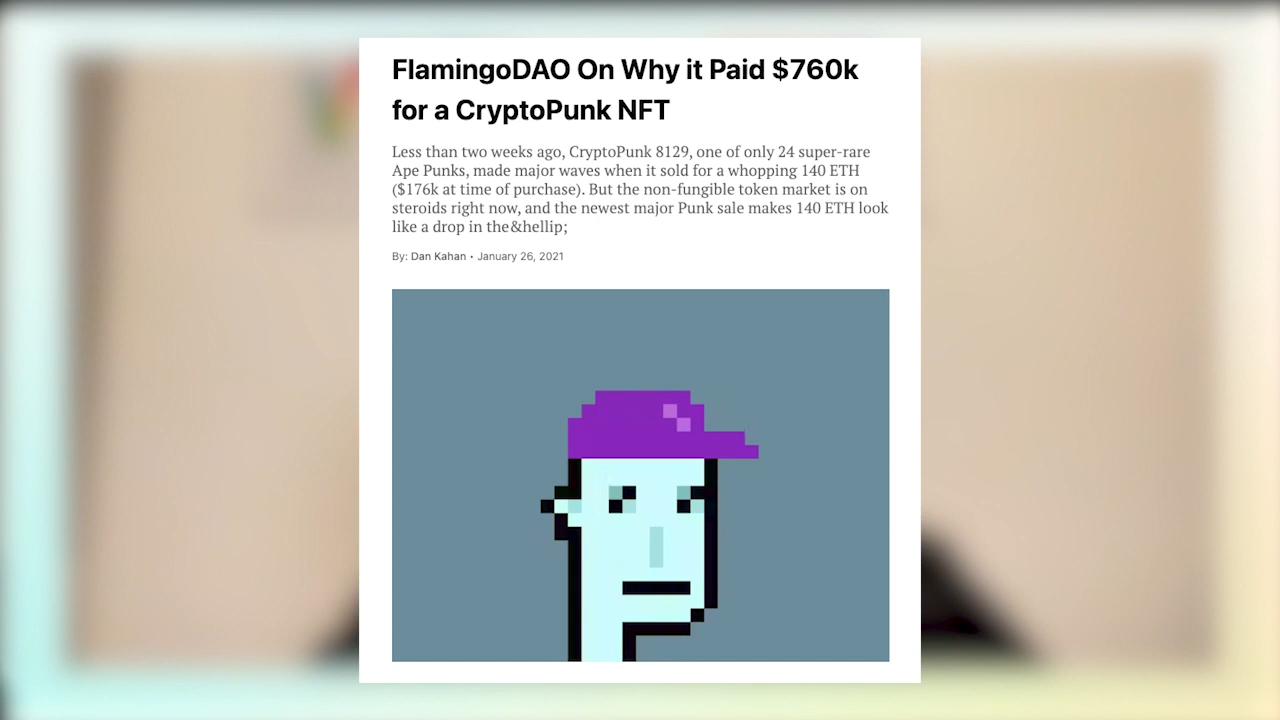 FlamingoDAO On Why it Paid $760k
for a CryptoPunk NFT
Less than two weeks ago, CryptoPunk 8129, one of only 24 super-rare
Ape Punks, made major waves when it sold for a whopping 140 ETH
($176k at time of purchase). But the non-fungible token market is on
steroids right now, and the newest major Punk sale makes 140 ETH look
like a drop in the&hellip;
By: Dan Kahan • January 26, 2021